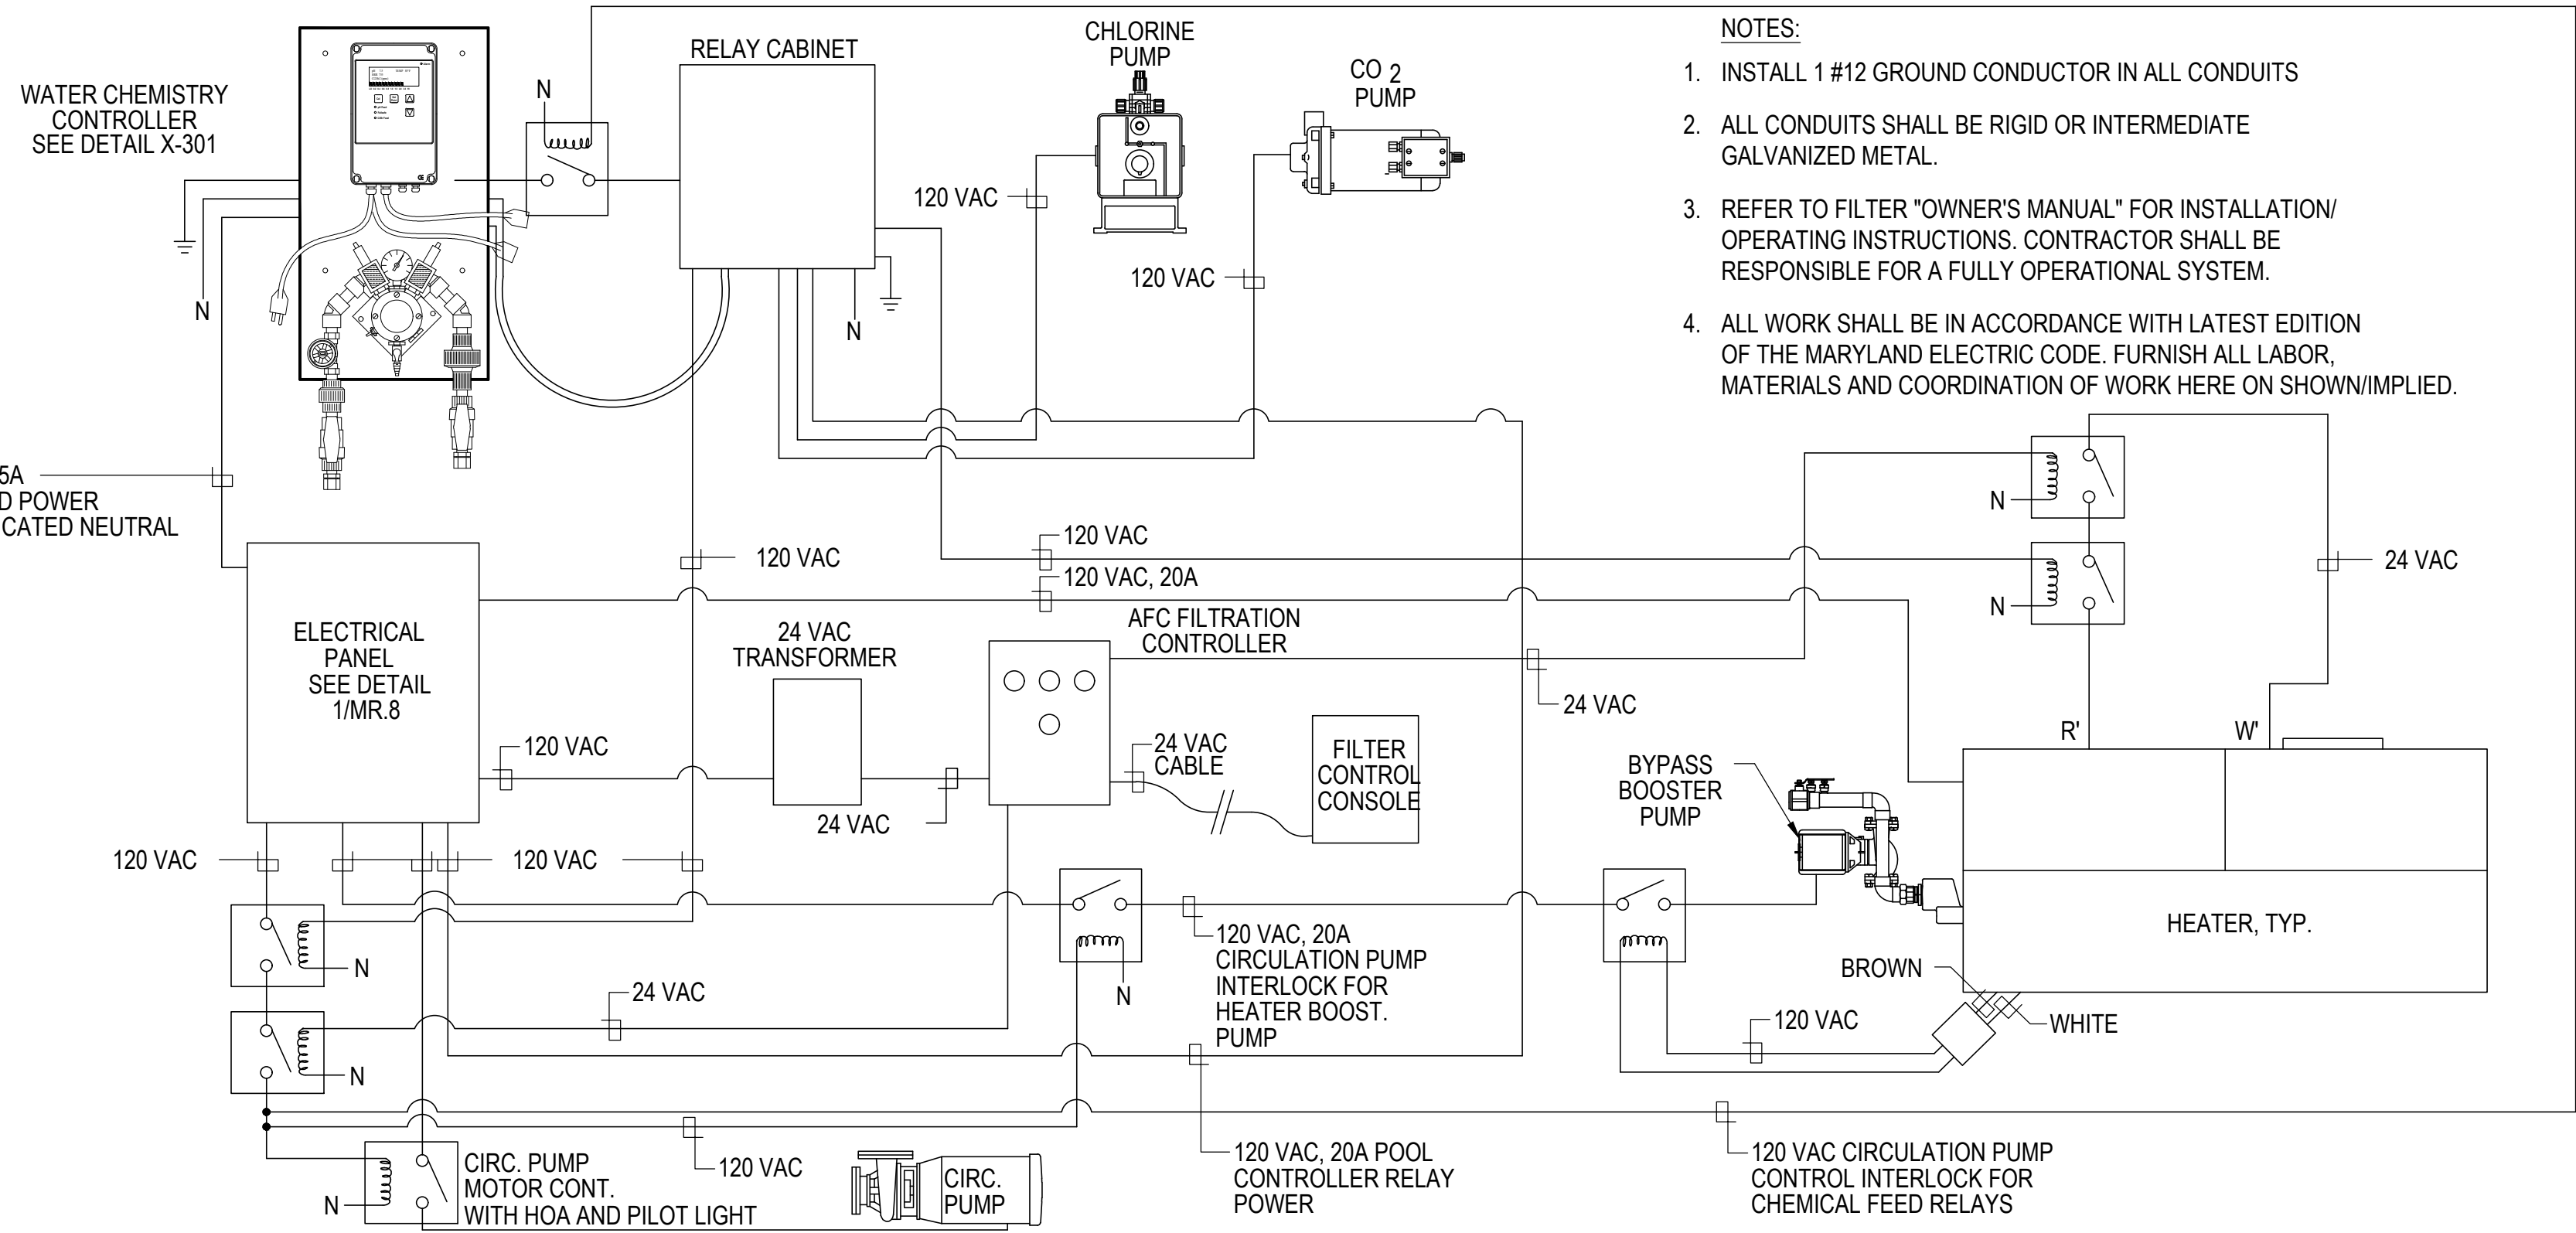 NOTES:
1. INSTALL 1 #12 GROUND CONDUCTOR IN ALL CONDUITS
2. ALL CONDUITS SHALL BE RIGID OR INTERMEDIATE
GALVANIZED METAL.
3. REFER TO FILTER "OWNER'S MANUAL" FOR INSTALLATION/
OPERATING INSTRUCTIONS. CONTRACTOR SHALL BE
RESPONSIBLE FOR A FULLY OPERATIONAL SYSTEM.
4. ALL WORK SHALL BE IN ACCORDANCE WITH LATEST EDITION
OF THE MARYLAND ELECTRIC CODE. FURNISH ALL LABOR,
MATERIALS AND COORDINATION OF WORK HERE ON SHOWN/IMPLIED.
WATER CHEMISTRY
CONTROLLER
SEE DETAIL X-301
N
N
RELAY CABINET
N
CHLORINE
PUMP
120 VAC
CO 2
PUMP
120 VAC
5A
D POWER
CATED NEUTRAL
120 VAC
120 VAC
120 VAC, 20A
N
N
24 VAC
ELECTRICAL
PANEL
SEE DETAIL
1/MR.8
24 VAC
TRANSFORMER
AFC FILTRATION
CONTROLLER
24 VAC
120 VAC
24 VAC
24 VAC
CABLE
FILTER
CONTROL
CONSOLE
BYPASS
BOOSTER
PUMP
R'
W'
HEATER, TYP.
BROWN
WHITE
120 VAC
120 VAC
120 VAC
N
N
24 VAC
N
120 VAC, 20A
CIRCULATION PUMP
INTERLOCK FOR
HEATER BOOST.
PUMP
120 VAC
N
CIRC. PUMP
MOTOR CONT.
WITH HOA AND PILOT LIGHT
CIRC.
PUMP
120 VAC, 20A POOL
CONTROLLER RELAY
POWER
120 VAC CIRCULATION PUMP
CONTROL INTERLOCK FOR
CHEMICAL FEED RELAYS